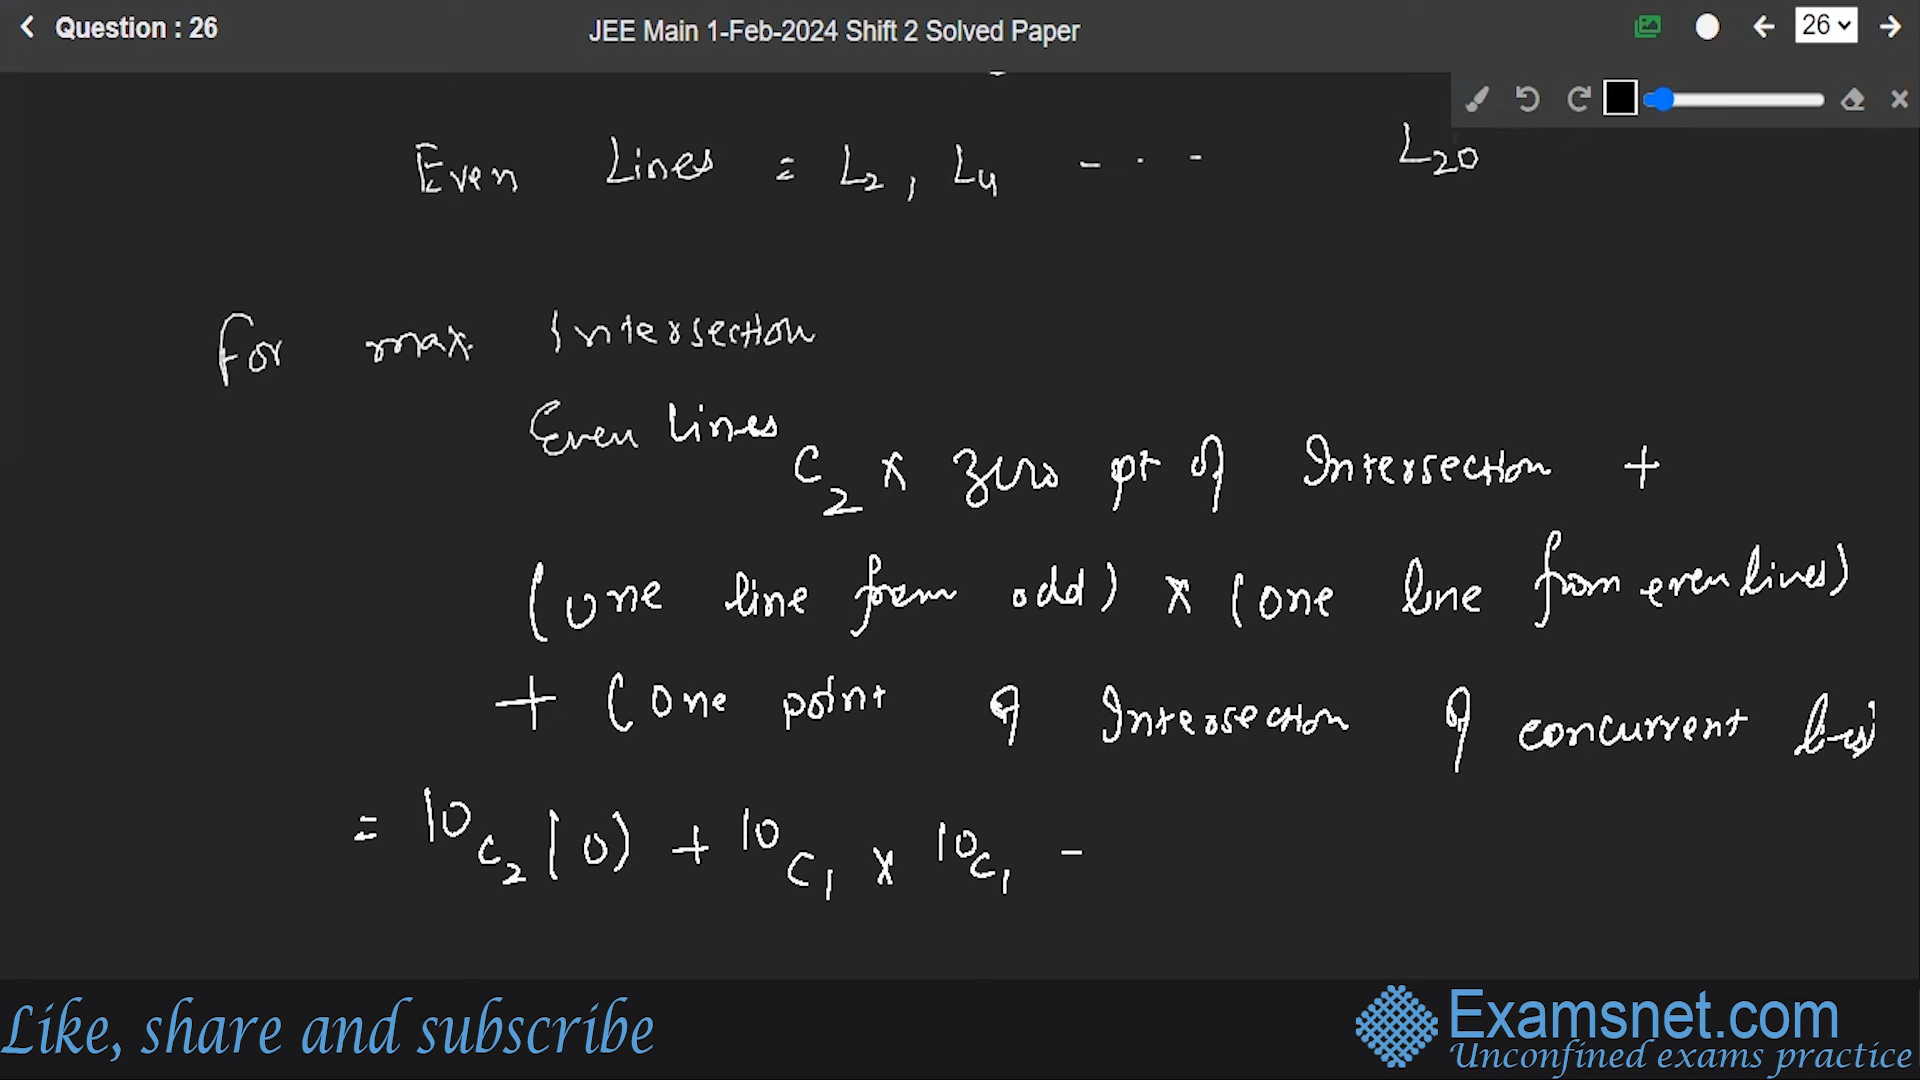 Question : 26
JEE Main 1-Feb-2024 Shift 2 Solved Paper
26
Even Lines = L₂, L₄ - - - L₂₀
For max. Intersection
Even Lines C₂ × zero pt of Intersection +
(one line from odd) × (one line from even lines)
+ (one point of Intersection of concurrent lines)
= ¹⁰C₂ (0) + ¹⁰C₁ × ¹⁰C₁ -
Like, share and subscribe
Examsnet.com
Unconfined exams practice